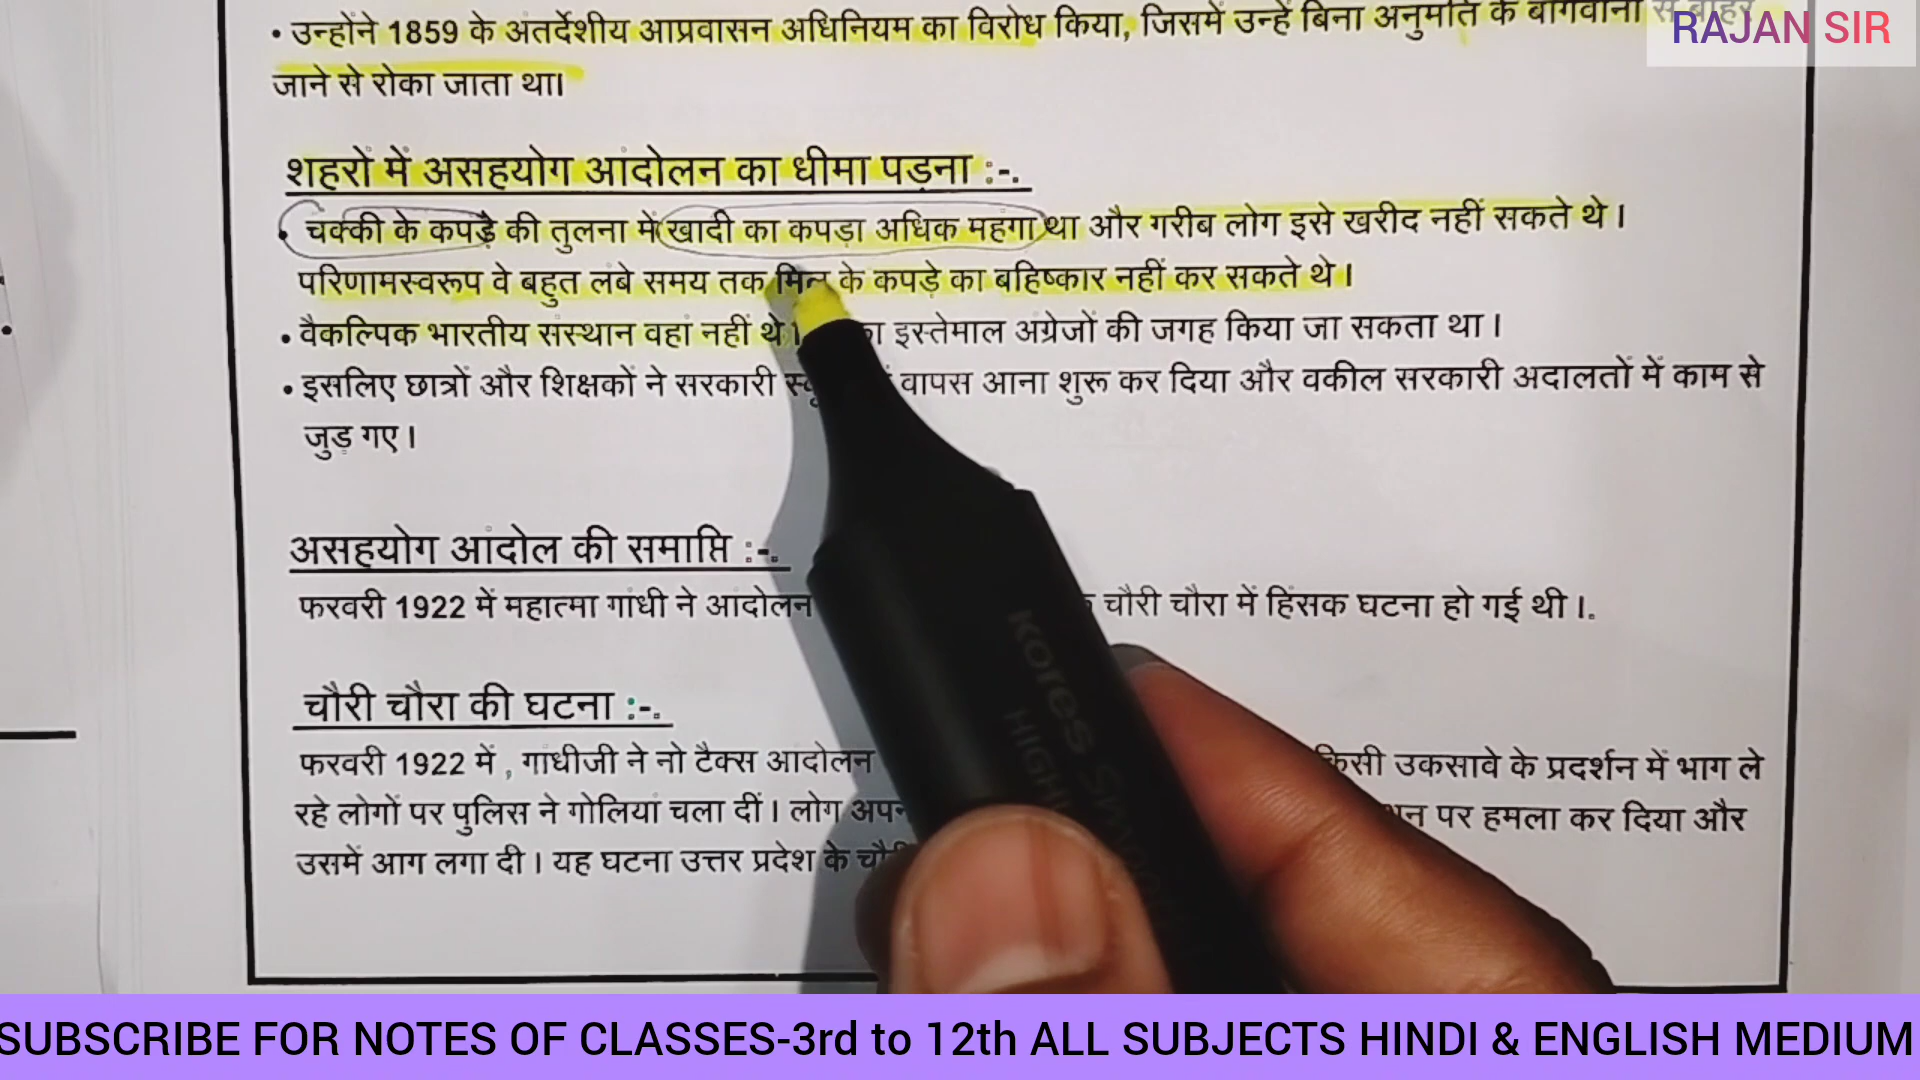 • उन्होंने 1859 के अंतर्देशीय आप्रवासन अधिनियम का विरोध किया, जिसमें उन्हें बिना अनुमति के बागवानी से बाहर
RAJAN SIR
जाने से रोका जाता था।
शहरों में असहयोग आंदोलन का धीमा पड़ना :-.
• चक्की के कपड़े की तुलना में खादी का कपड़ा अधिक महंगा था और गरीब लोग इसे खरीद नहीं सकते थे ।
परिणामस्वरूप वे बहुत लंबे समय तक मिल के कपड़े का बहिष्कार नहीं कर सकते थे ।
• वैकल्पिक भारतीय संस्थान वहां नहीं थे इस्तेमाल अंग्रेजों की जगह किया जा सकता था ।
• इसलिए छात्रों और शिक्षकों ने सरकारी वापस आना शुरू कर दिया और वकील सरकारी अदालतों में काम से
जुड़ गए ।
असहयोग आंदोल की समाप्ति :-.
फरवरी 1922 में महात्मा गांधी ने आंदोलन चौरी चौरा में हिंसक घटना हो गई थी ।.
चौरी चौरा की घटना :-.
फरवरी 1922 में , गांधीजी ने नो टैक्स आंदोलन किसी उकसावे के प्रदर्शन में भाग ले
रहे लोगों पर पुलिस ने गोलियां चला दीं । लोग पर हमला कर दिया और
उसमें आग लगा दी । यह घटना उत्तर प्रदेश के
Kores
SUBSCRIBE FOR NOTES OF CLASSES-3rd to 12th ALL SUBJECTS HINDI & ENGLISH MEDIUM